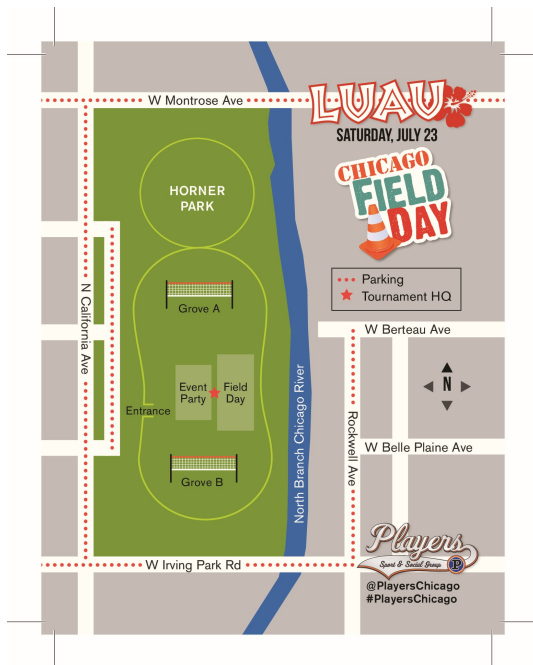 W Montrose Ave
LUAU
SATURDAY, JULY 23
CHICAGO
FIELD
DAY
HORNER
PARK
Parking
Tournament HQ
N California Ave
Grove A
W Berteau Ave
N
Event
Party
Field
Day
Entrance
North Branch Chicago River
Rockwell Ave
W Belle Plaine Ave
Grove B
Players
Sport & Social Group
P
W Irving Park Rd
@PlayersChicago
#PlayersChicago